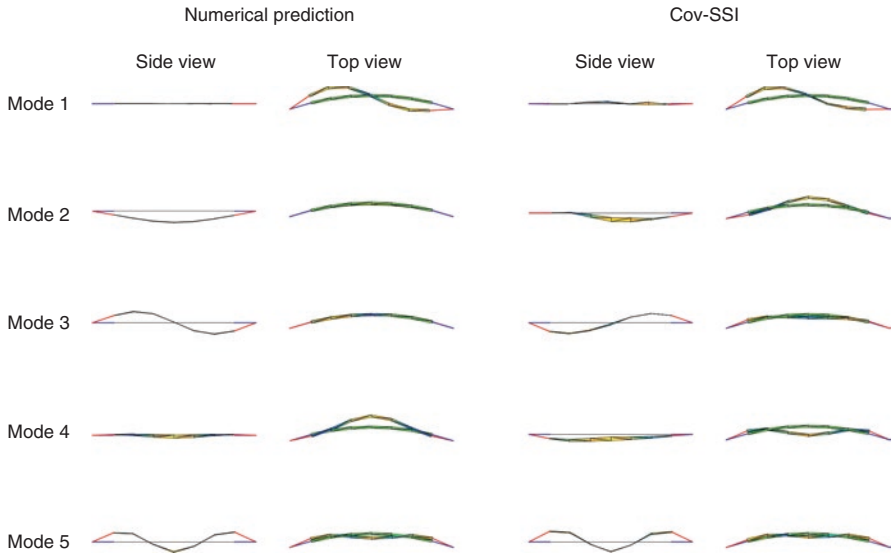 Numerical prediction Cov-SSI
Side view Top view Side view Top view
Mode 1
Mode 2
Mode 3
Mode 4
Mode 5